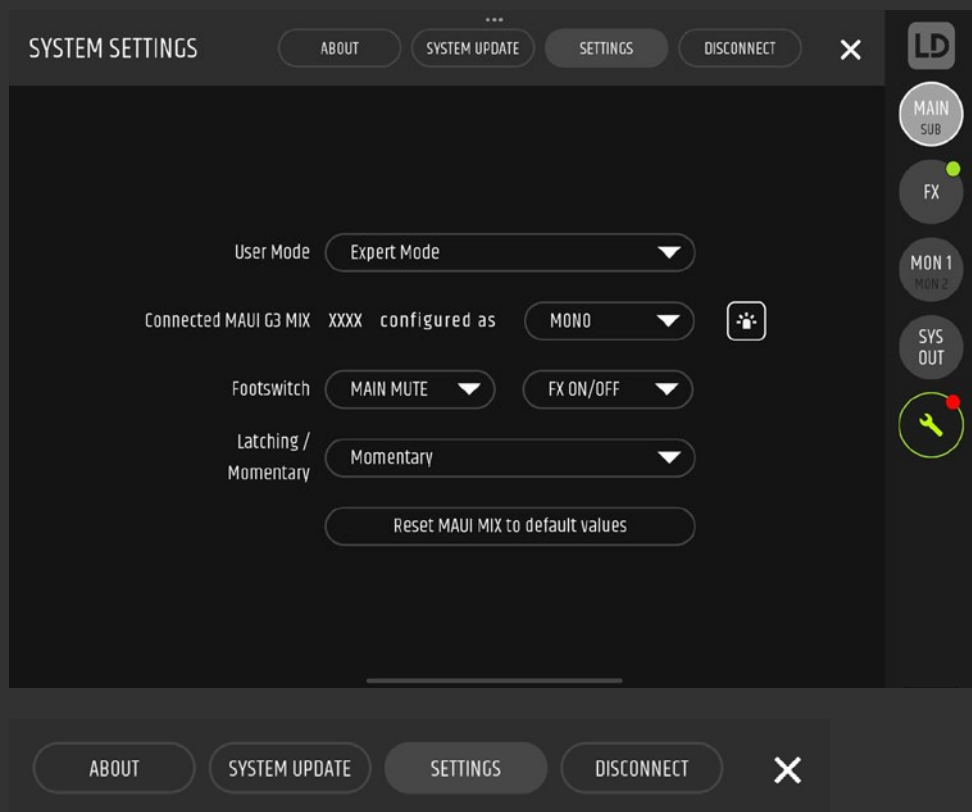 SYSTEM SETTINGS ABOUT SYSTEM UPDATE SETTINGS DISCONNECT
LD
MAIN
SUB
FX
MON 1
MON 2
SYS
OUT
User Mode Expert Mode
Connected MAUI G3 MIX XXXX configured as MONO
Footswitch MAIN MUTE FX ON/OFF
Latching /
Momentary
Momentary
Reset MAUI MIX to default values
ABOUT SYSTEM UPDATE SETTINGS DISCONNECT